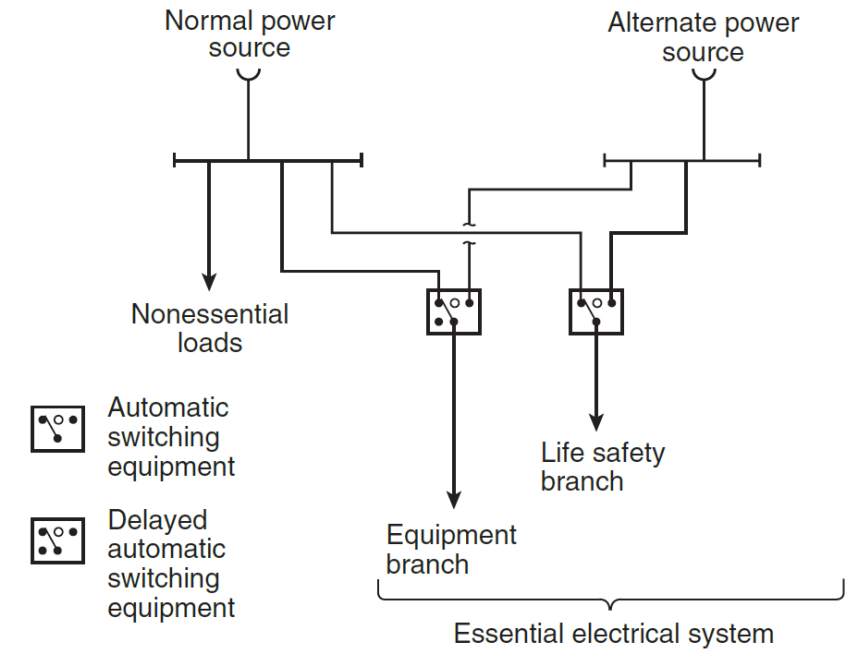 Normal power
source
Alternate power
source
Nonessential
loads
Automatic
switching
equipment
Delayed
automatic
switching
equipment
Life safety
branch
Equipment
branch
Essential electrical system